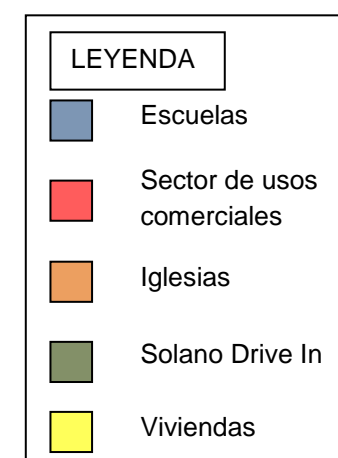 LEYENDA
Escuelas
Sector de usos
comerciales
Iglesias
Solano Drive In
Viviendas